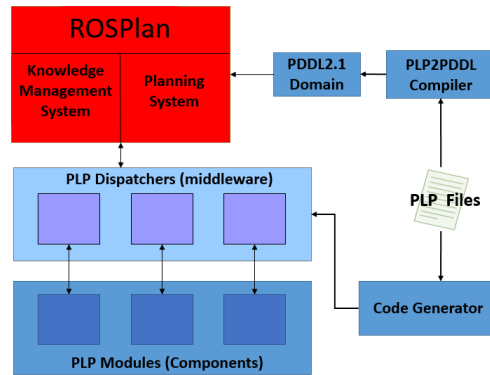 ROSPlan
Knowledge
Management
System
Planning
System
PDDL2.1
Domain
PLP2PDDL
Compiler
PLP Files
PLP Dispatchers (middleware)
Code Generator
PLP Modules (Components)